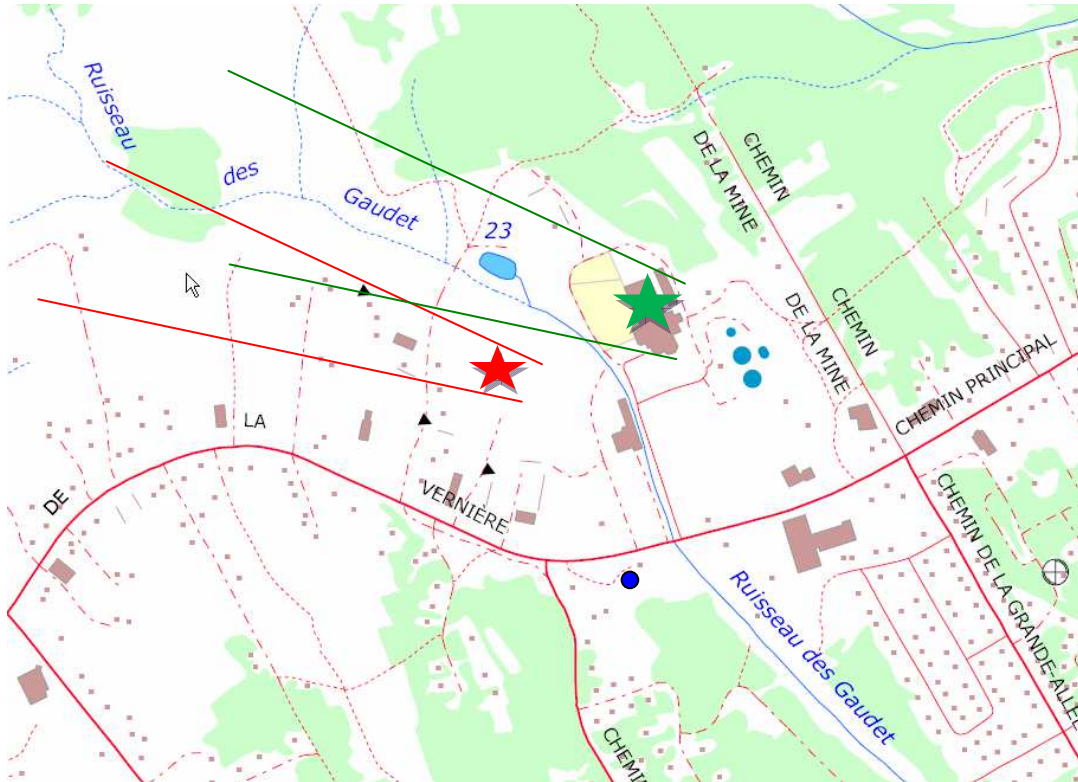 Ruisseau
des
Gaudet
23
CHEMIN
DE LA MINE
CHEMIN
DE LA MINE
CHEMIN PRINCIPAL
LA
DE
VERNIÈRE
CHEMIN DE LA GRANDE-ALLÉE
Ruisseau des Gaudet
CHEMIN